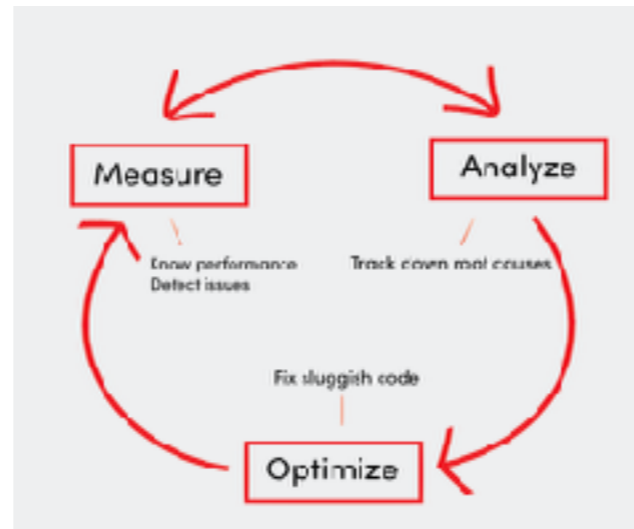 Measure
Analyze
Know performance
Detect issues
Track down root causes
Fix sluggish code
Optimize